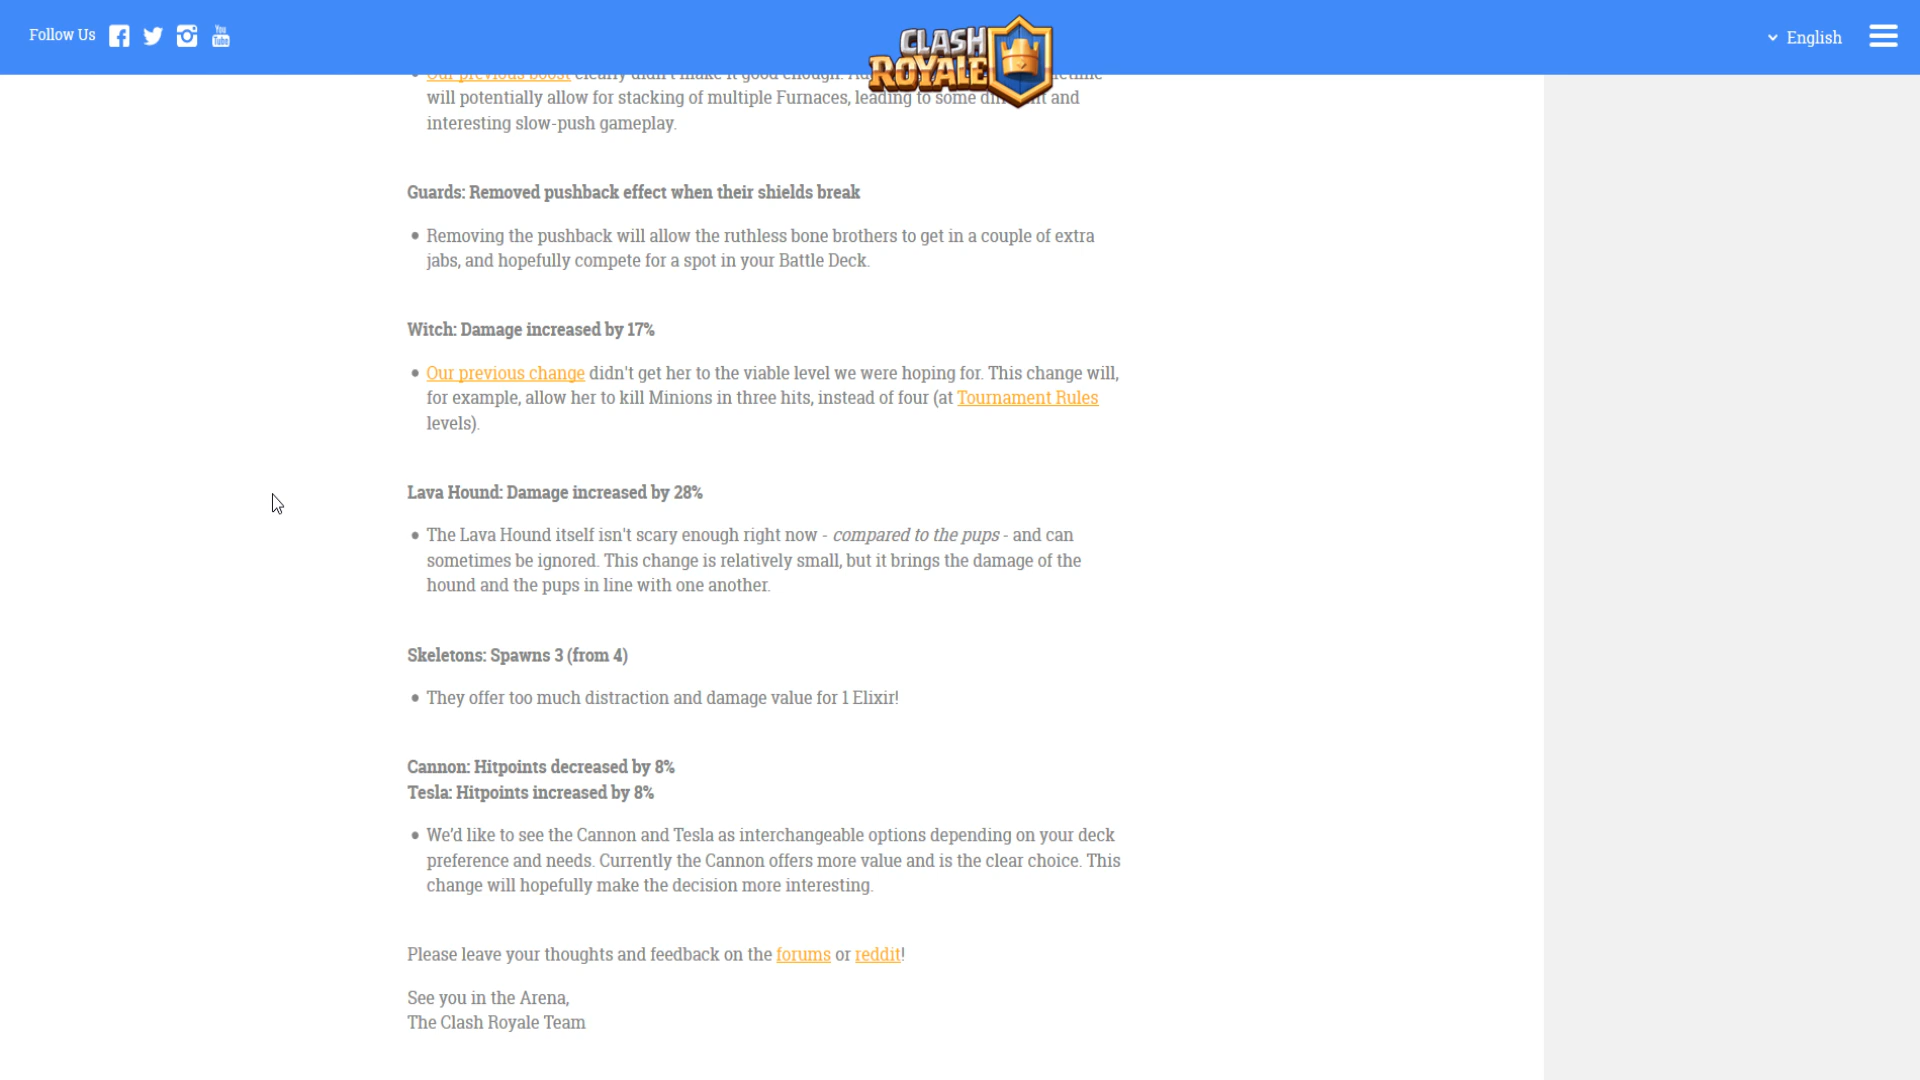 Follow Us
You
Tube
CLASH
ROYALE
English
Our previous boost clearly didn't make it good enough.
will potentially allow for stacking of multiple Furnaces, leading to some and
interesting slow-push gameplay.
Guards: Removed pushback effect when their shields break
• Removing the pushback will allow the ruthless bone brothers to get in a couple of extra
jabs, and hopefully compete for a spot in your Battle Deck.
Witch: Damage increased by 17%
• Our previous change didn't get her to the viable level we were hoping for. This change will,
for example, allow her to kill Minions in three hits, instead of four (at Tournament Rules
levels).
Lava Hound: Damage increased by 28%
• The Lava Hound itself isn't scary enough right now - compared to the pups - and can
sometimes be ignored. This change is relatively small, but it brings the damage of the
hound and the pups in line with one another.
Skeletons: Spawns 3 (from 4)
• They offer too much distraction and damage value for 1 Elixir!
Cannon: Hitpoints decreased by 8%
Tesla: Hitpoints increased by 8%
• We'd like to see the Cannon and Tesla as interchangeable options depending on your deck
preference and needs. Currently the Cannon offers more value and is the clear choice. This
change will hopefully make the decision more interesting.
Please leave your thoughts and feedback on the forums or reddit!
See you in the Arena,
The Clash Royale Team